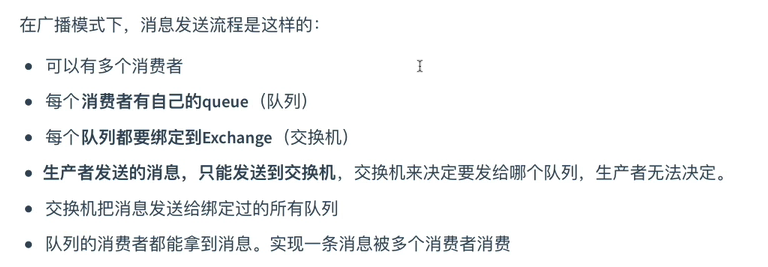 在广播模式下，消息发送流程是这样的：
可以有多个消费者
每个消费者有自己的queue（队列）
每个队列都要绑定到Exchange（交换机）
生产者发送的消息，只能发送到交换机，交换机来决定要发给哪个队列，生产者无法决定。
交换机把消息发送给绑定过的所有队列
队列的消费者都能拿到消息。实现一条消息被多个消费者消费